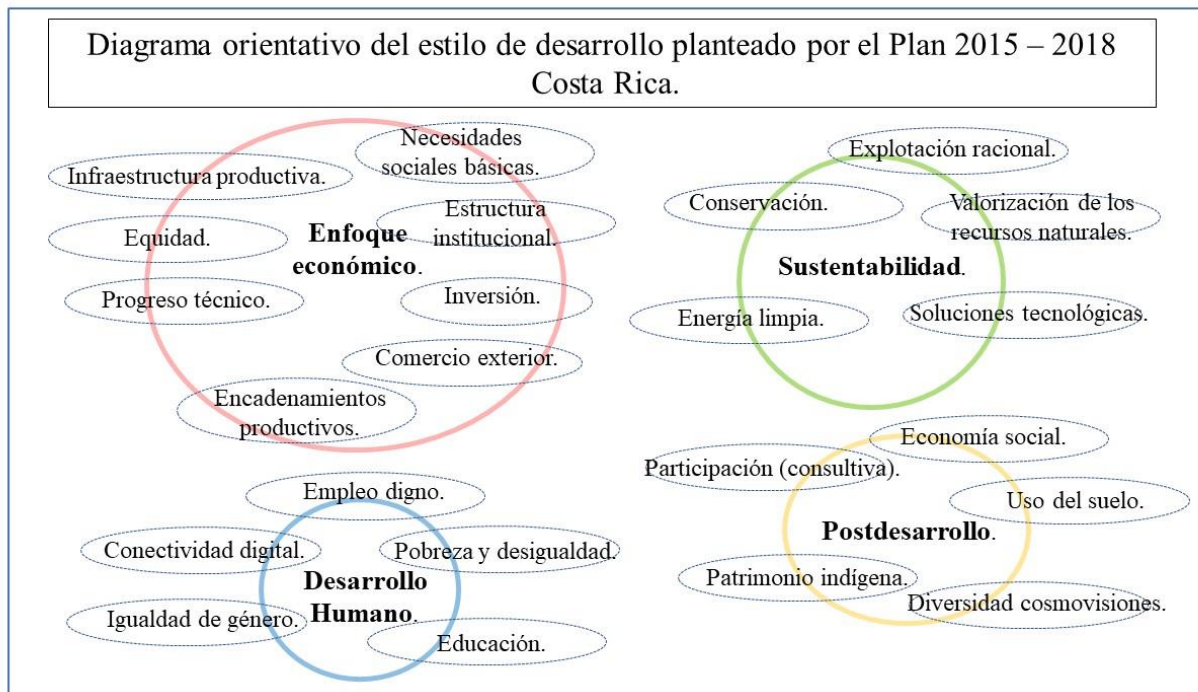 Diagrama orientativo del estilo de desarrollo planteado por el Plan 2015 – 2018
Costa Rica.
Necesidades
sociales básicas.
Infraestructura productiva.
Estructura
institucional.
Equidad.
Enfoque
económico.
Progreso técnico.
Inversión.
Comercio exterior.
Encadenamientos
productivos.
Explotación racional.
Conservación.
Valorización de los
recursos naturales.
Sustentabilidad.
Energía limpia.
Soluciones tecnológicas.
Empleo digno.
Conectividad digital.
Pobreza y desigualdad.
Desarrollo
Humano.
Igualdad de género.
Educación.
Economía social.
Participación (consultiva).
Uso del suelo.
Postdesarrollo.
Patrimonio indígena.
Diversidad cosmovisiones.